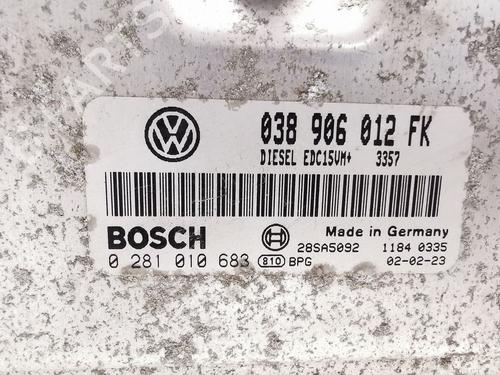 038 906 012 FK
DIESEL EDC15VM+ 3357
BOSCH
Made in Germany
28SA5092 1184 0335
0 281 010 683 810 BPG 02-02-23